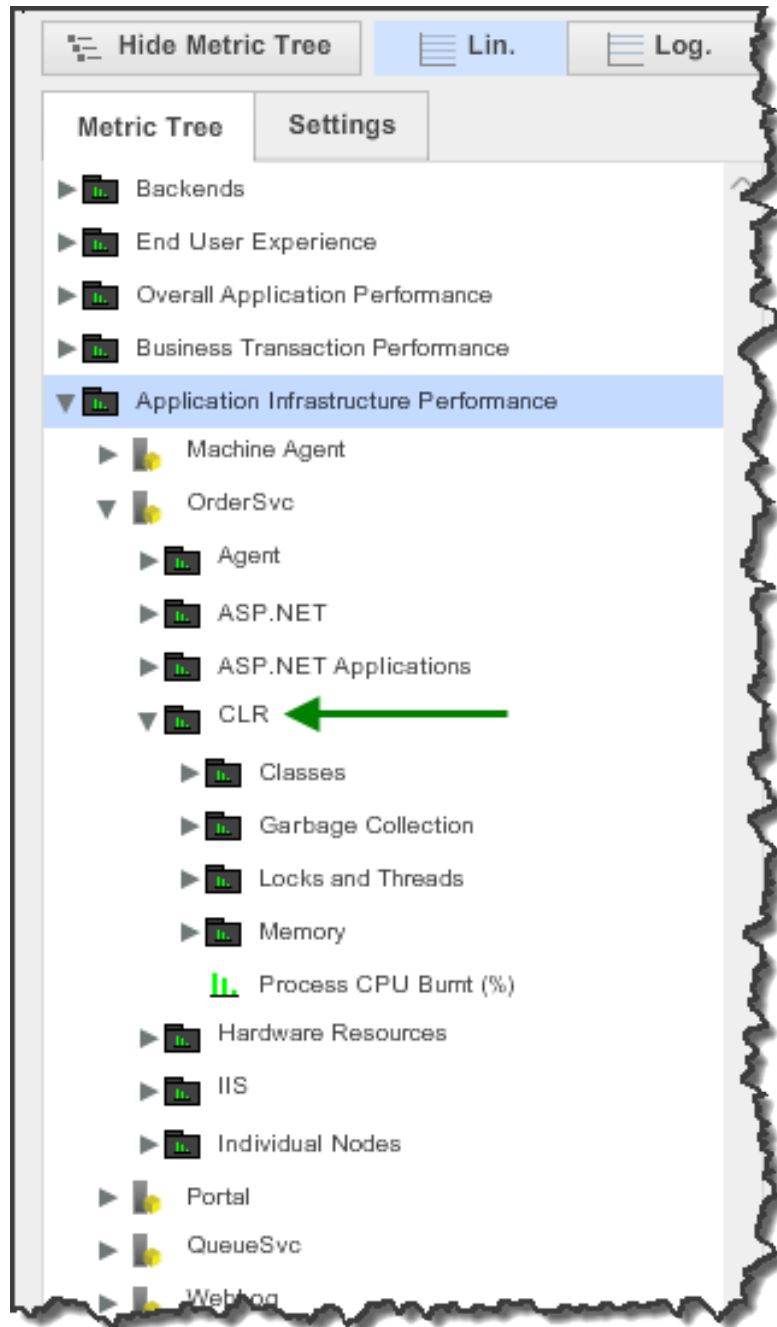 Hide Metric Tree Lin. Log.
Metric Tree Settings
Backends
End User Experience
Overall Application Performance
Business Transaction Performance
Application Infrastructure Performance
Machine Agent
OrderSvc
Agent
ASP.NET
ASP.NET Applications
CLR
Classes
Garbage Collection
Locks and Threads
Memory
Process CPU Burnt (%)
Hardware Resources
IIS
Individual Nodes
Portal
QueueSvc